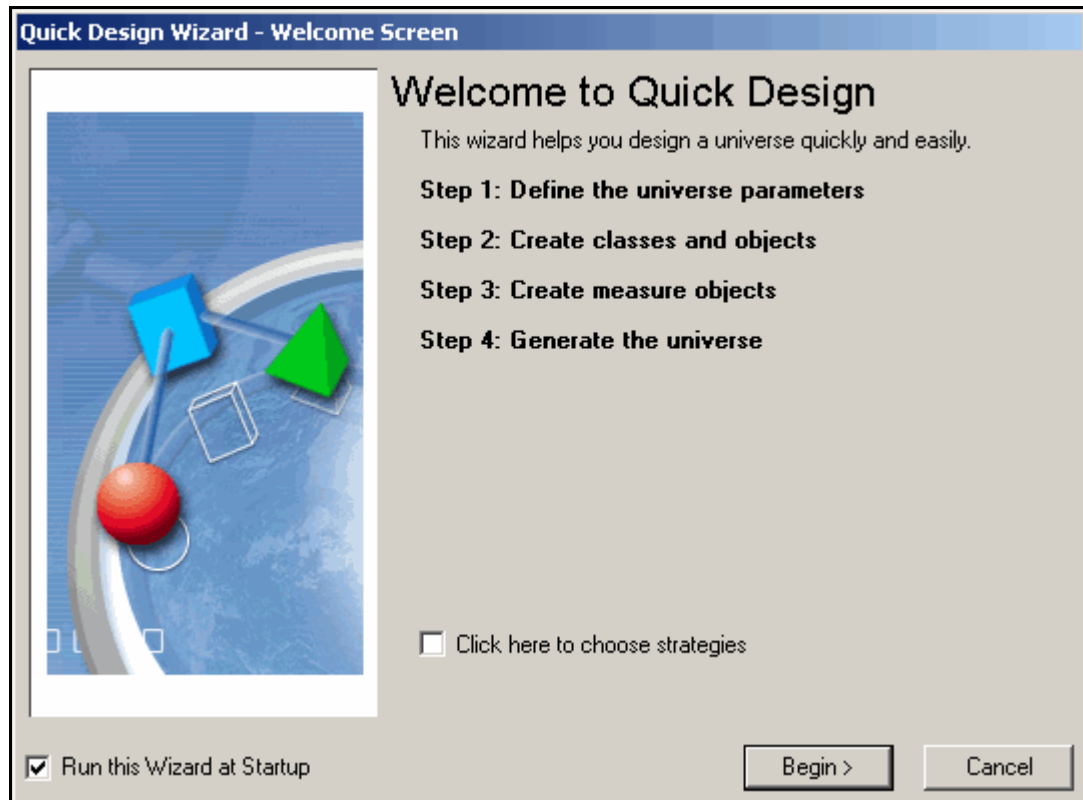 Quick Design Wizard - Welcome Screen
Welcome to Quick Design
This wizard helps you design a universe quickly and easily.
Step 1: Define the universe parameters
Step 2: Create classes and objects
Step 3: Create measure objects
Step 4: Generate the universe
Click here to choose strategies
Run this Wizard at Startup
Begin >
Cancel